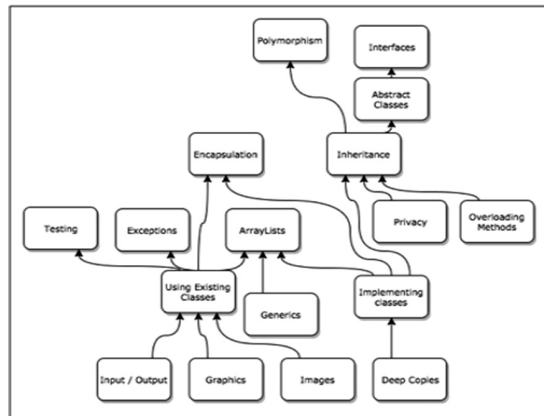 Polymorphism
Interfaces
Abstract
Classes
Encapsulation
Inheritance
Testing
Exceptions
ArrayLists
Privacy
Overloading
Methods
Using Existing
Classes
Generics
Implementing
classes
Input / Output
Graphics
Images
Deep Copies